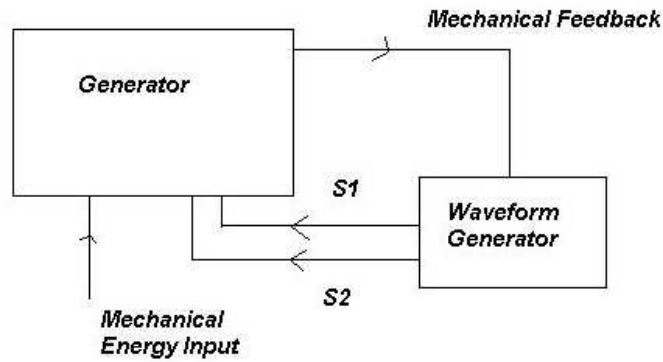 Mechanical Feedback
Generator
S1
Waveform
Generator
S2
Mechanical
Energy Input